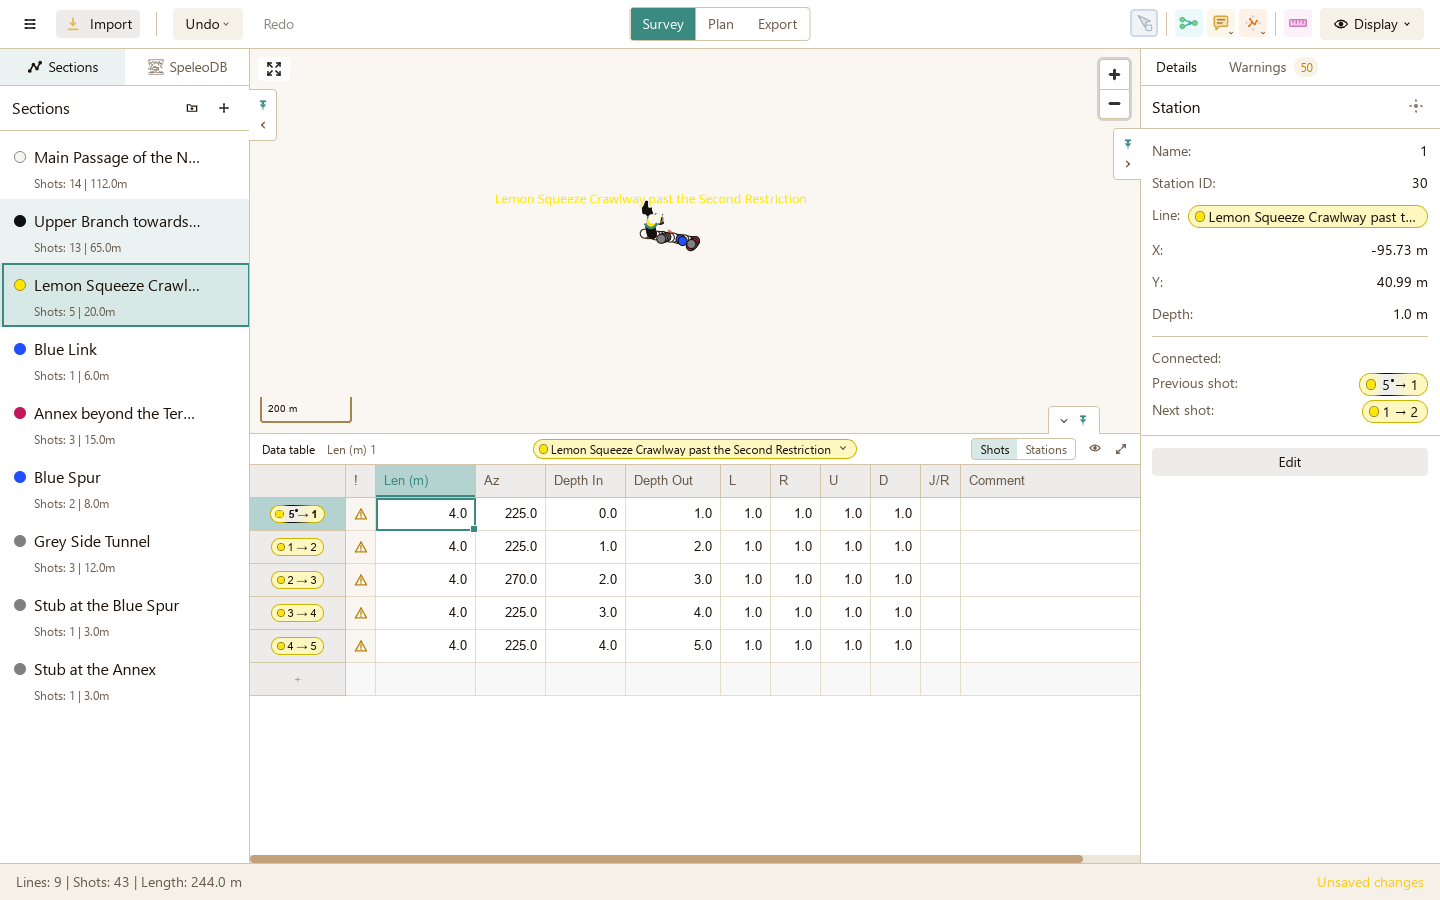 Import
Undo
Redo
Survey
Plan
Export
Display
Sections
SpeleoDB
Sections
Main Passage of the N...
Shots: 14 | 112.0m
Upper Branch towards...
Shots: 13 | 65.0m
Lemon Squeeze Crawl...
Shots: 5 | 20.0m
Blue Link
Shots: 1 | 6.0m
Annex beyond the Ter...
Shots: 3 | 15.0m
Blue Spur
Shots: 2 | 8.0m
Grey Side Tunnel
Shots: 3 | 12.0m
Stub at the Blue Spur
Shots: 1 | 3.0m
Stub at the Annex
Shots: 1 | 3.0m
Lemon Squeeze Crawlway past the Second Restriction
200 m
Data table
Len (m) 1
Lemon Squeeze Crawlway past the Second Restriction
Shots
Stations
! Len (m) Az Depth In Depth Out L R U D J/R Comment
5•→ 1 4.0 225.0 0.0 1.0 1.0 1.0 1.0 1.0
1 → 2 4.0 225.0 1.0 2.0 1.0 1.0 1.0 1.0
2 → 3 4.0 270.0 2.0 3.0 1.0 1.0 1.0 1.0
3 → 4 4.0 225.0 3.0 4.0 1.0 1.0 1.0 1.0
4 → 5 4.0 225.0 4.0 5.0 1.0 1.0 1.0 1.0
+
Details
Warnings 50
Station
Name: 1
Station ID: 30
Line: Lemon Squeeze Crawlway past t...
X: -95.73 m
Y: 40.99 m
Depth: 1.0 m
Connected:
Previous shot: 5•→ 1
Next shot: 1 → 2
Edit
Lines: 9 | Shots: 43 | Length: 244.0 m
Unsaved changes